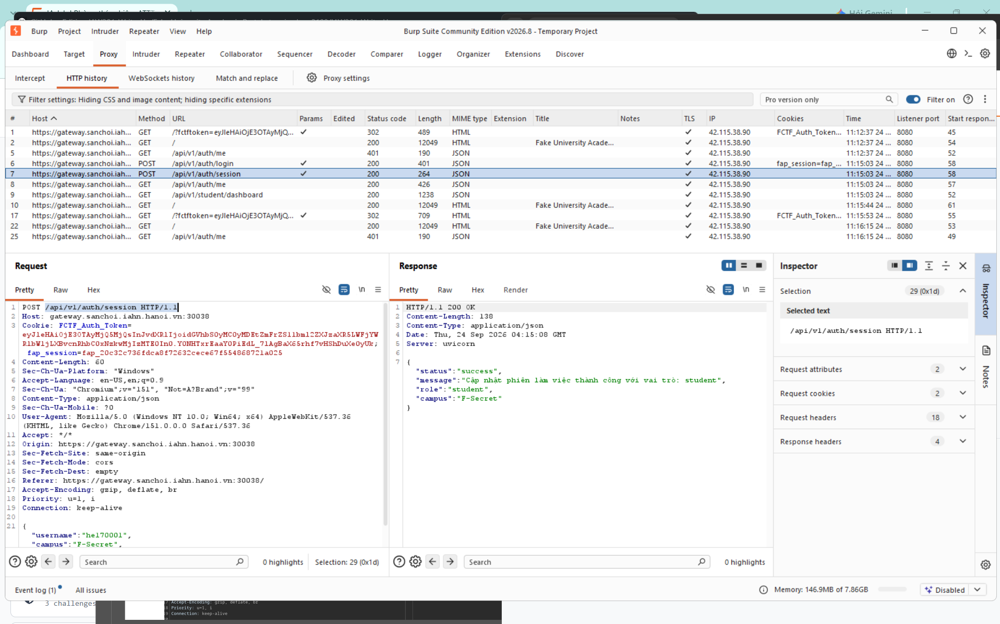 Hỏi Gemini
Burp Project Intruder Repeater View Help
Burp Suite Community Edition v2026.8 - Temporary Project
Dashboard Target Proxy Intruder Repeater Collaborator Sequencer Decoder Comparer Logger Organizer Extensions Discover
Intercept HTTP history WebSockets history Match and replace Proxy settings
Filter settings: Hiding CSS and image content; hiding specific extensions
Pro version only
Filter on
# Host Method URL Params Edited Status code Length MIME type Extension Title Notes TLS IP Cookies Time Listener port Start respon...
1 https://gateway.sanchoi.iah... GET /?fctftoken=eyJleHAiOjE3OTAyMjQ... ✓ 302 489 HTML ✓ 42.115.38.90 FCTF_Auth_Token... 11:12:37 24 ... 8080 45
2 https://gateway.sanchoi.iah... GET / 200 12049 HTML Fake University Acade... ✓ 42.115.38.90 11:12:37 24 ... 8080 54
5 https://gateway.sanchoi.iah... GET /api/v1/auth/me 401 190 JSON ✓ 42.115.38.90 11:12:37 24 ... 8080 52
6 https://gateway.sanchoi.iah... POST /api/v1/auth/login ✓ 200 401 JSON ✓ 42.115.38.90 fap_session=fap_... 11:15:03 24 ... 8080 58
7 https://gateway.sanchoi.iah... POST /api/v1/auth/session ✓ 200 264 JSON ✓ 42.115.38.90 11:15:03 24 ... 8080 58
8 https://gateway.sanchoi.iah... GET /api/v1/auth/me 200 426 JSON ✓ 42.115.38.90 11:15:03 24 ... 8080 57
9 https://gateway.sanchoi.iah... GET /api/v1/student/dashboard 200 1238 JSON ✓ 42.115.38.90 11:15:03 24 ... 8080 52
10 https://gateway.sanchoi.iah... GET / 200 12049 HTML Fake University Acade... ✓ 42.115.38.90 11:15:44 24 ... 8080 61
17 https://gateway.sanchoi.iah... GET /?fctftoken=eyJleHAiOjE3OTAyMjQ... ✓ 302 709 HTML ✓ 42.115.38.90 FCTF_Auth_Token... 11:15:53 24 ... 8080 55
22 https://gateway.sanchoi.iah... GET / 200 12049 HTML Fake University Acade... ✓ 42.115.38.90 11:16:15 24 ... 8080 53
25 https://gateway.sanchoi.iah... GET /api/v1/auth/me 401 190 JSON ✓ 42.115.38.90 11:16:15 24 ... 8080 49
Request
Pretty Raw Hex
\n
1 POST /api/v1/auth/session HTTP/1.1
2 Host: gateway.sanchoi.iahn.hanoi.vn:30038
3 Cookie: FCTF_Auth_Token=
fap_session=fap_20c32c736fdca8f72632cece67f554868721a025
4 Content-Length: 60
5 Sec-Ch-Ua-Platform: "Windows"
6 Accept-Language: en-US,en;q=0.9
7 Sec-Ch-Ua: "Chromium";v="151", "Not=A?Brand";v="99"
8 Content-Type: application/json
9 Sec-Ch-Ua-Mobile: ?0
10 User-Agent: Mozilla/5.0 (Windows NT 10.0; Win64; x64) AppleWebKit/537.36
(KHTML, like Gecko) Chrome/151.0.0.0 Safari/537.36
11 Accept: */*
12 Origin: https://gateway.sanchoi.iahn.hanoi.vn:30038
13 Sec-Fetch-Site: same-origin
14 Sec-Fetch-Mode: cors
15 Sec-Fetch-Dest: empty
16 Referer: https://gateway.sanchoi.iahn.hanoi.vn:30038/
17 Accept-Encoding: gzip, deflate, br
18 Priority: u=1, i
19 Connection: keep-alive
20
21 {
"username":"he170001",
"campus":"F-Secret",
Search
0 highlights
Selection: 29 (0x1d)
Response
Pretty Raw Hex Render
\n
1 HTTP/1.1 200 OK
2 Content-Length: 138
3 Content-Type: application/json
4 Date: Thu, 24 Sep 2026 04:15:08 GMT
5 Server: uvicorn
6
7 {
"status":"success",
"message":"Cập nhật phiên làm việc thành công với vai trò: student",
"role":"student",
"campus":"F-Secret"
}
Search
0 highlights
Inspector
Selection 29 (0x1d)
Selected text
/api/v1/auth/session HTTP/1.1
Request attributes 2
Request cookies 2
Request headers 18
Response headers 4
Inspector
Notes
Event log (1) All issues
Memory: 146.9MB of 7.86GB
Disabled
3 challenges
17 Accept-Encoding: gzip, deflate, br
18 Priority: u=1, i
19 Connection: keep-alive